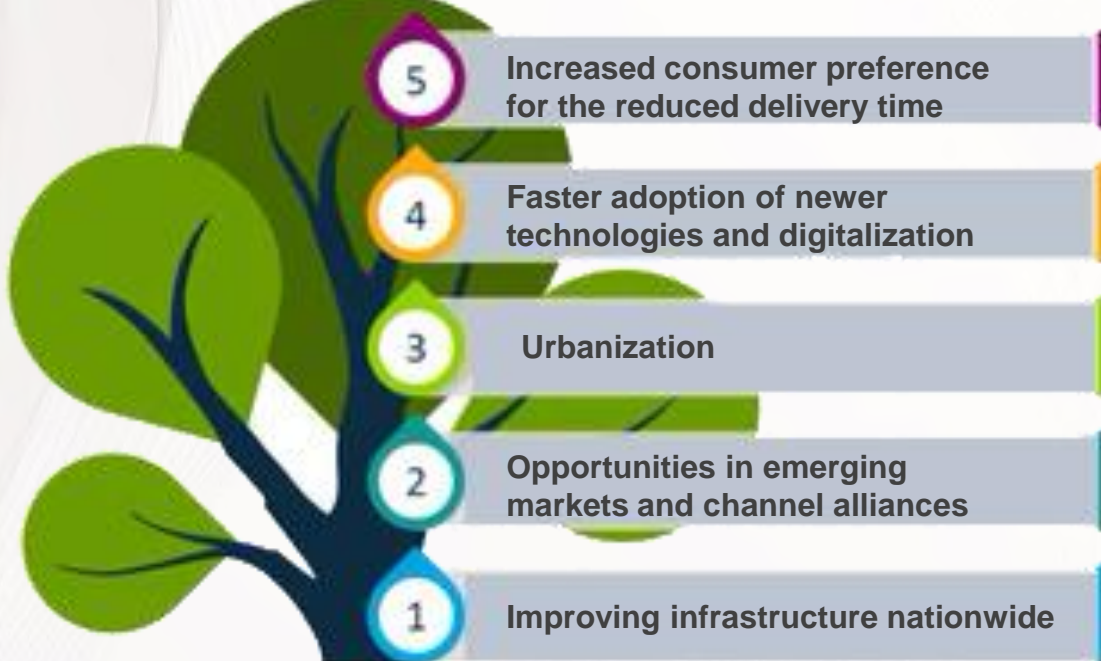 5
Increased consumer preference
for the reduced delivery time
4
Faster adoption of newer
technologies and digitalization
3
Urbanization
2
Opportunities in emerging
markets and channel alliances
1
Improving infrastructure nationwide